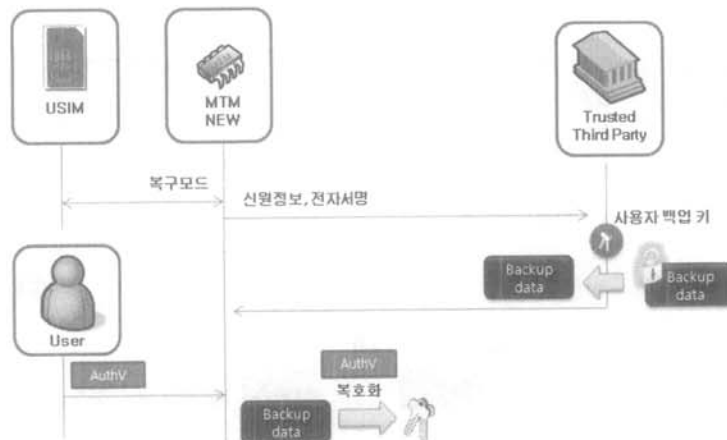 USIM
MTM
NEW
Trusted
Third Party
복구모드
신원정보,전자서명
사용자 백업 키
Backup
data
Backup
data
User
AuthV
AuthV
복호화
Backup
data